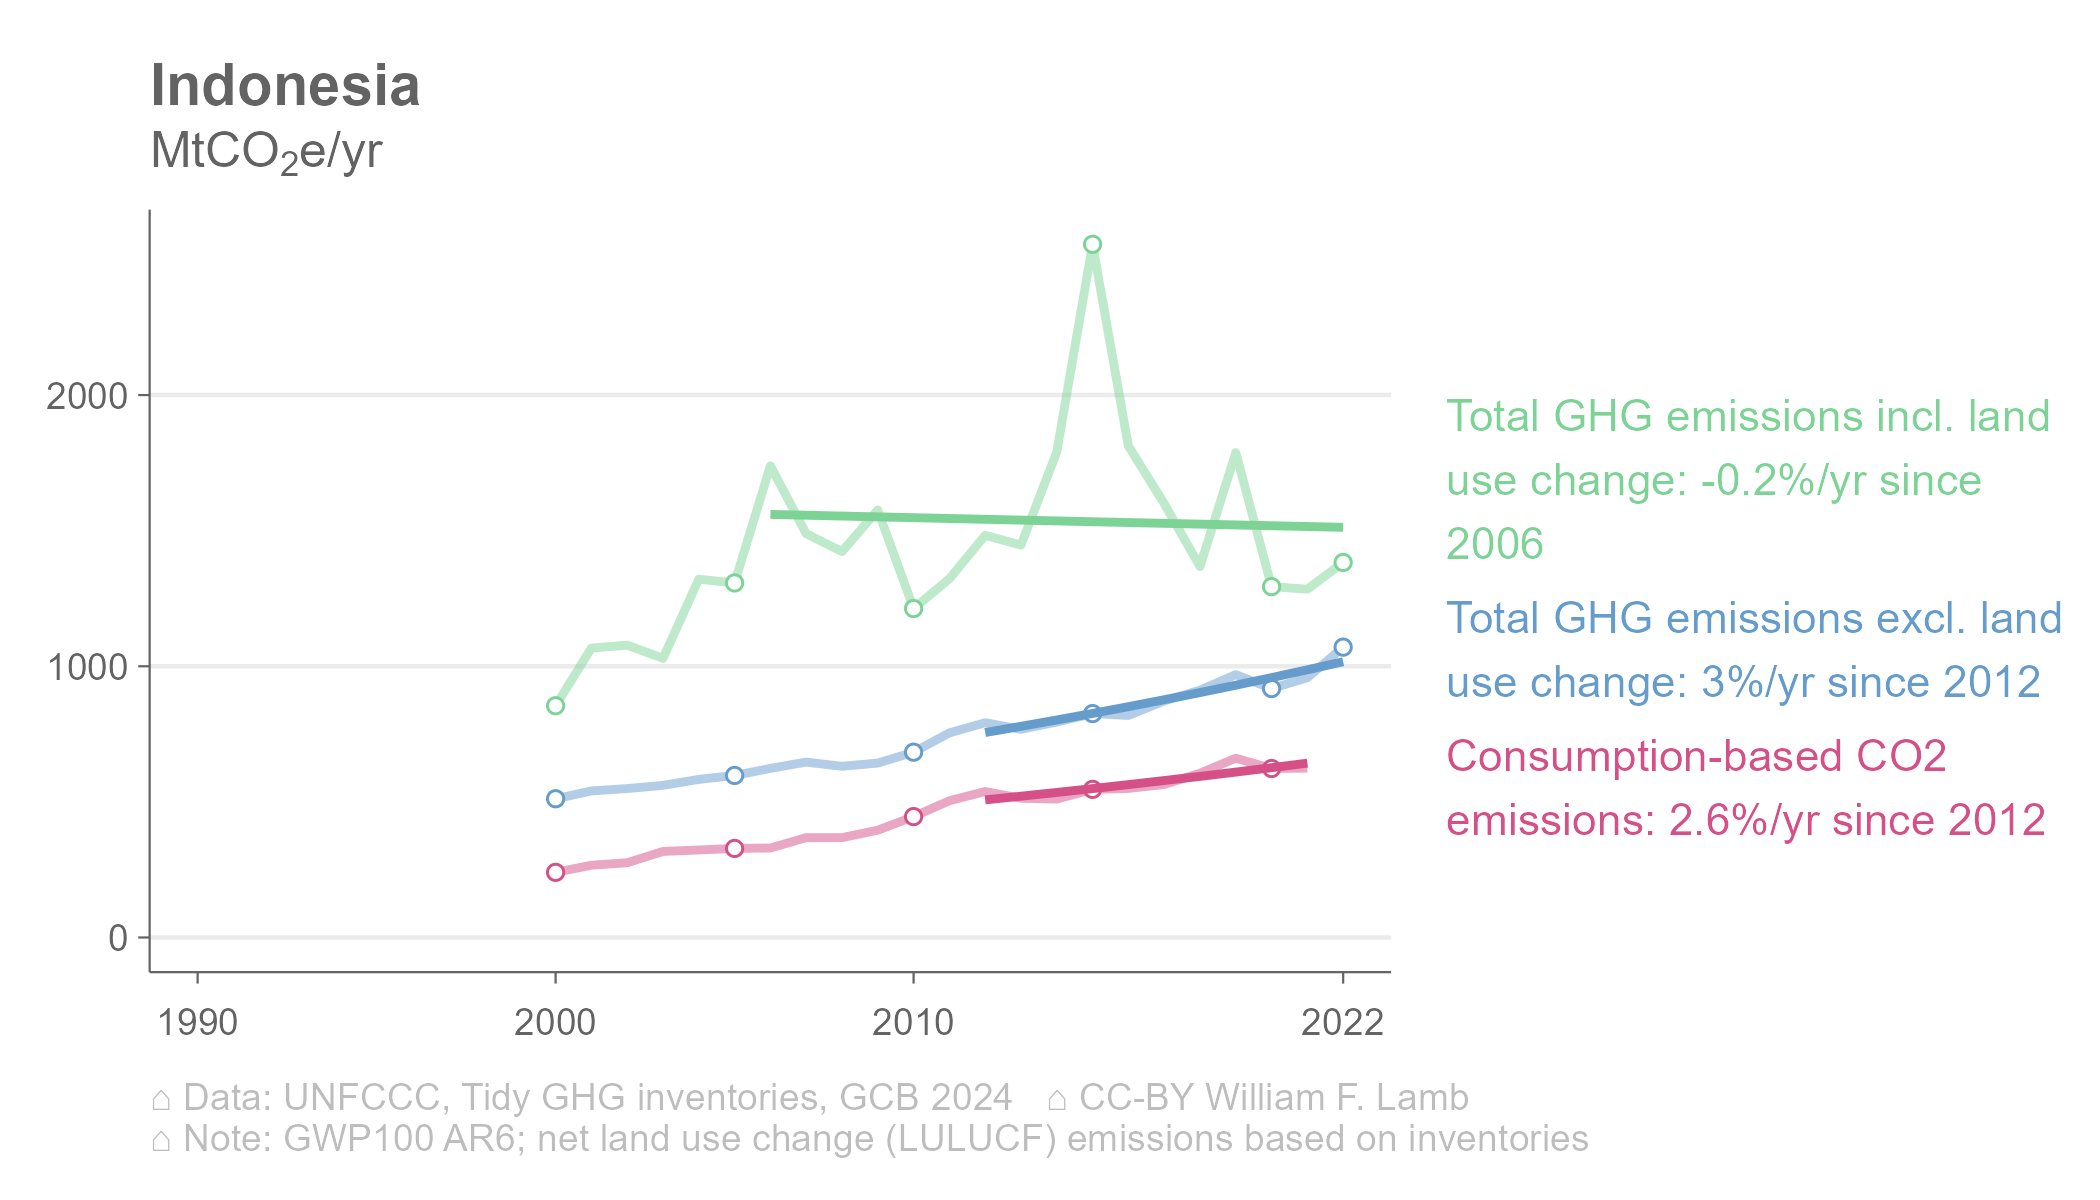 Indonesia
MtCO₂e/yr
2000
1000
0
1990 2000 2010 2022
Total GHG emissions incl. land
use change: -0.2%/yr since
2006
Total GHG emissions excl. land
use change: 3%/yr since 2012
Consumption-based CO2
emissions: 2.6%/yr since 2012
⌂ Data: UNFCCC, Tidy GHG inventories, GCB 2024 ⌂ CC-BY William F. Lamb
⌂ Note: GWP100 AR6; net land use change (LULUCF) emissions based on inventories